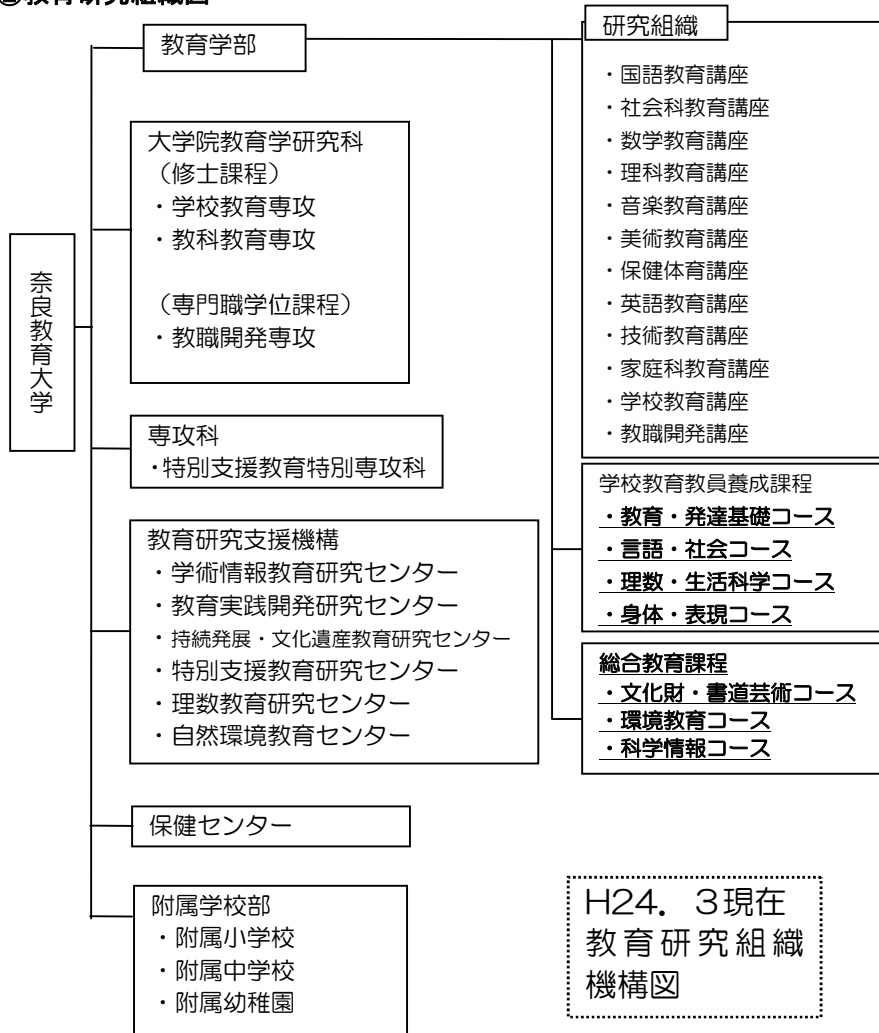 教育研究組織図
奈良教育大学
教育学部
大学院教育学研究科
（修士課程）
・学校教育専攻
・教科教育専攻
（専門職学位課程）
・教職開発専攻
専攻科
・特別支援教育特別専攻科
教育研究支援機構
・学術情報教育研究センター
・教育実践開発研究センター
・持続発展・文化遺産教育研究センター
・特別支援教育研究センター
・理数教育研究センター
・自然環境教育センター
保健センター
附属学校部
・附属小学校
・附属中学校
・附属幼稚園
研究組織
・国語教育講座
・社会科教育講座
・数学教育講座
・理科教育講座
・音楽教育講座
・美術教育講座
・保健体育講座
・英語教育講座
・技術教育講座
・家庭科教育講座
・学校教育講座
・教職開発講座
学校教育教員養成課程
・教育・発達基礎コース
・言語・社会コース
・理数・生活科学コース
・身体・表現コース
総合教育課程
・文化財・書道芸術コース
・環境教育コース
・科学情報コース
H24．3現在
教育研究組織
機構図